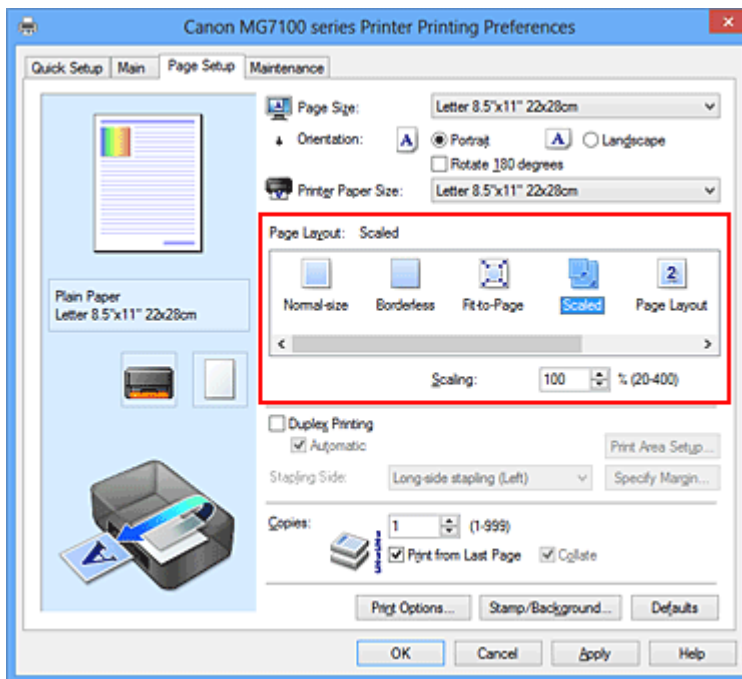 Canon MG7100 series Printer Printing Preferences
Quick Setup Main Page Setup Maintenance
Page Size: Letter 8.5"x11" 22x28cm
Orientation: A Portrait A Landscape
Rotate 180 degrees
Printer Paper Size: Letter 8.5"x11" 22x28cm
Page Layout: Scaled
2
Normal-size Borderless Fit-to-Page Scaled Page Layout
Scaling: 100 % (20-400)
Plain Paper
Letter 8.5"x11" 22x28cm
Duplex Printing
Automatic Print Area Setup...
Stapling Side: Long-side stapling (Left) Specify Margin...
Copies: 1 (1-999)
Print from Last Page Collate
A
Print Options... Stamp/Background... Defaults
OK Cancel Apply Help